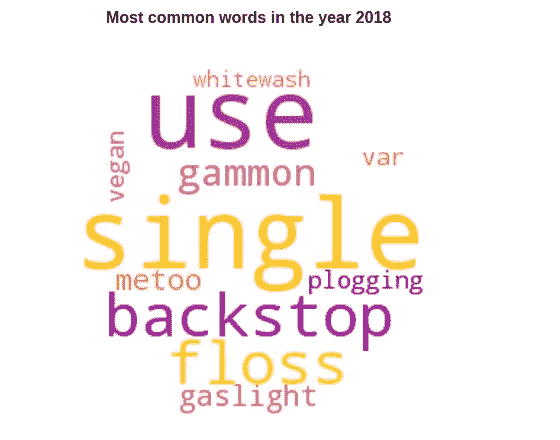 Most common words in the year 2018
whitewash
use
vegan
gammon
var
single
metoo
plogging
backstop
floss
gaslight